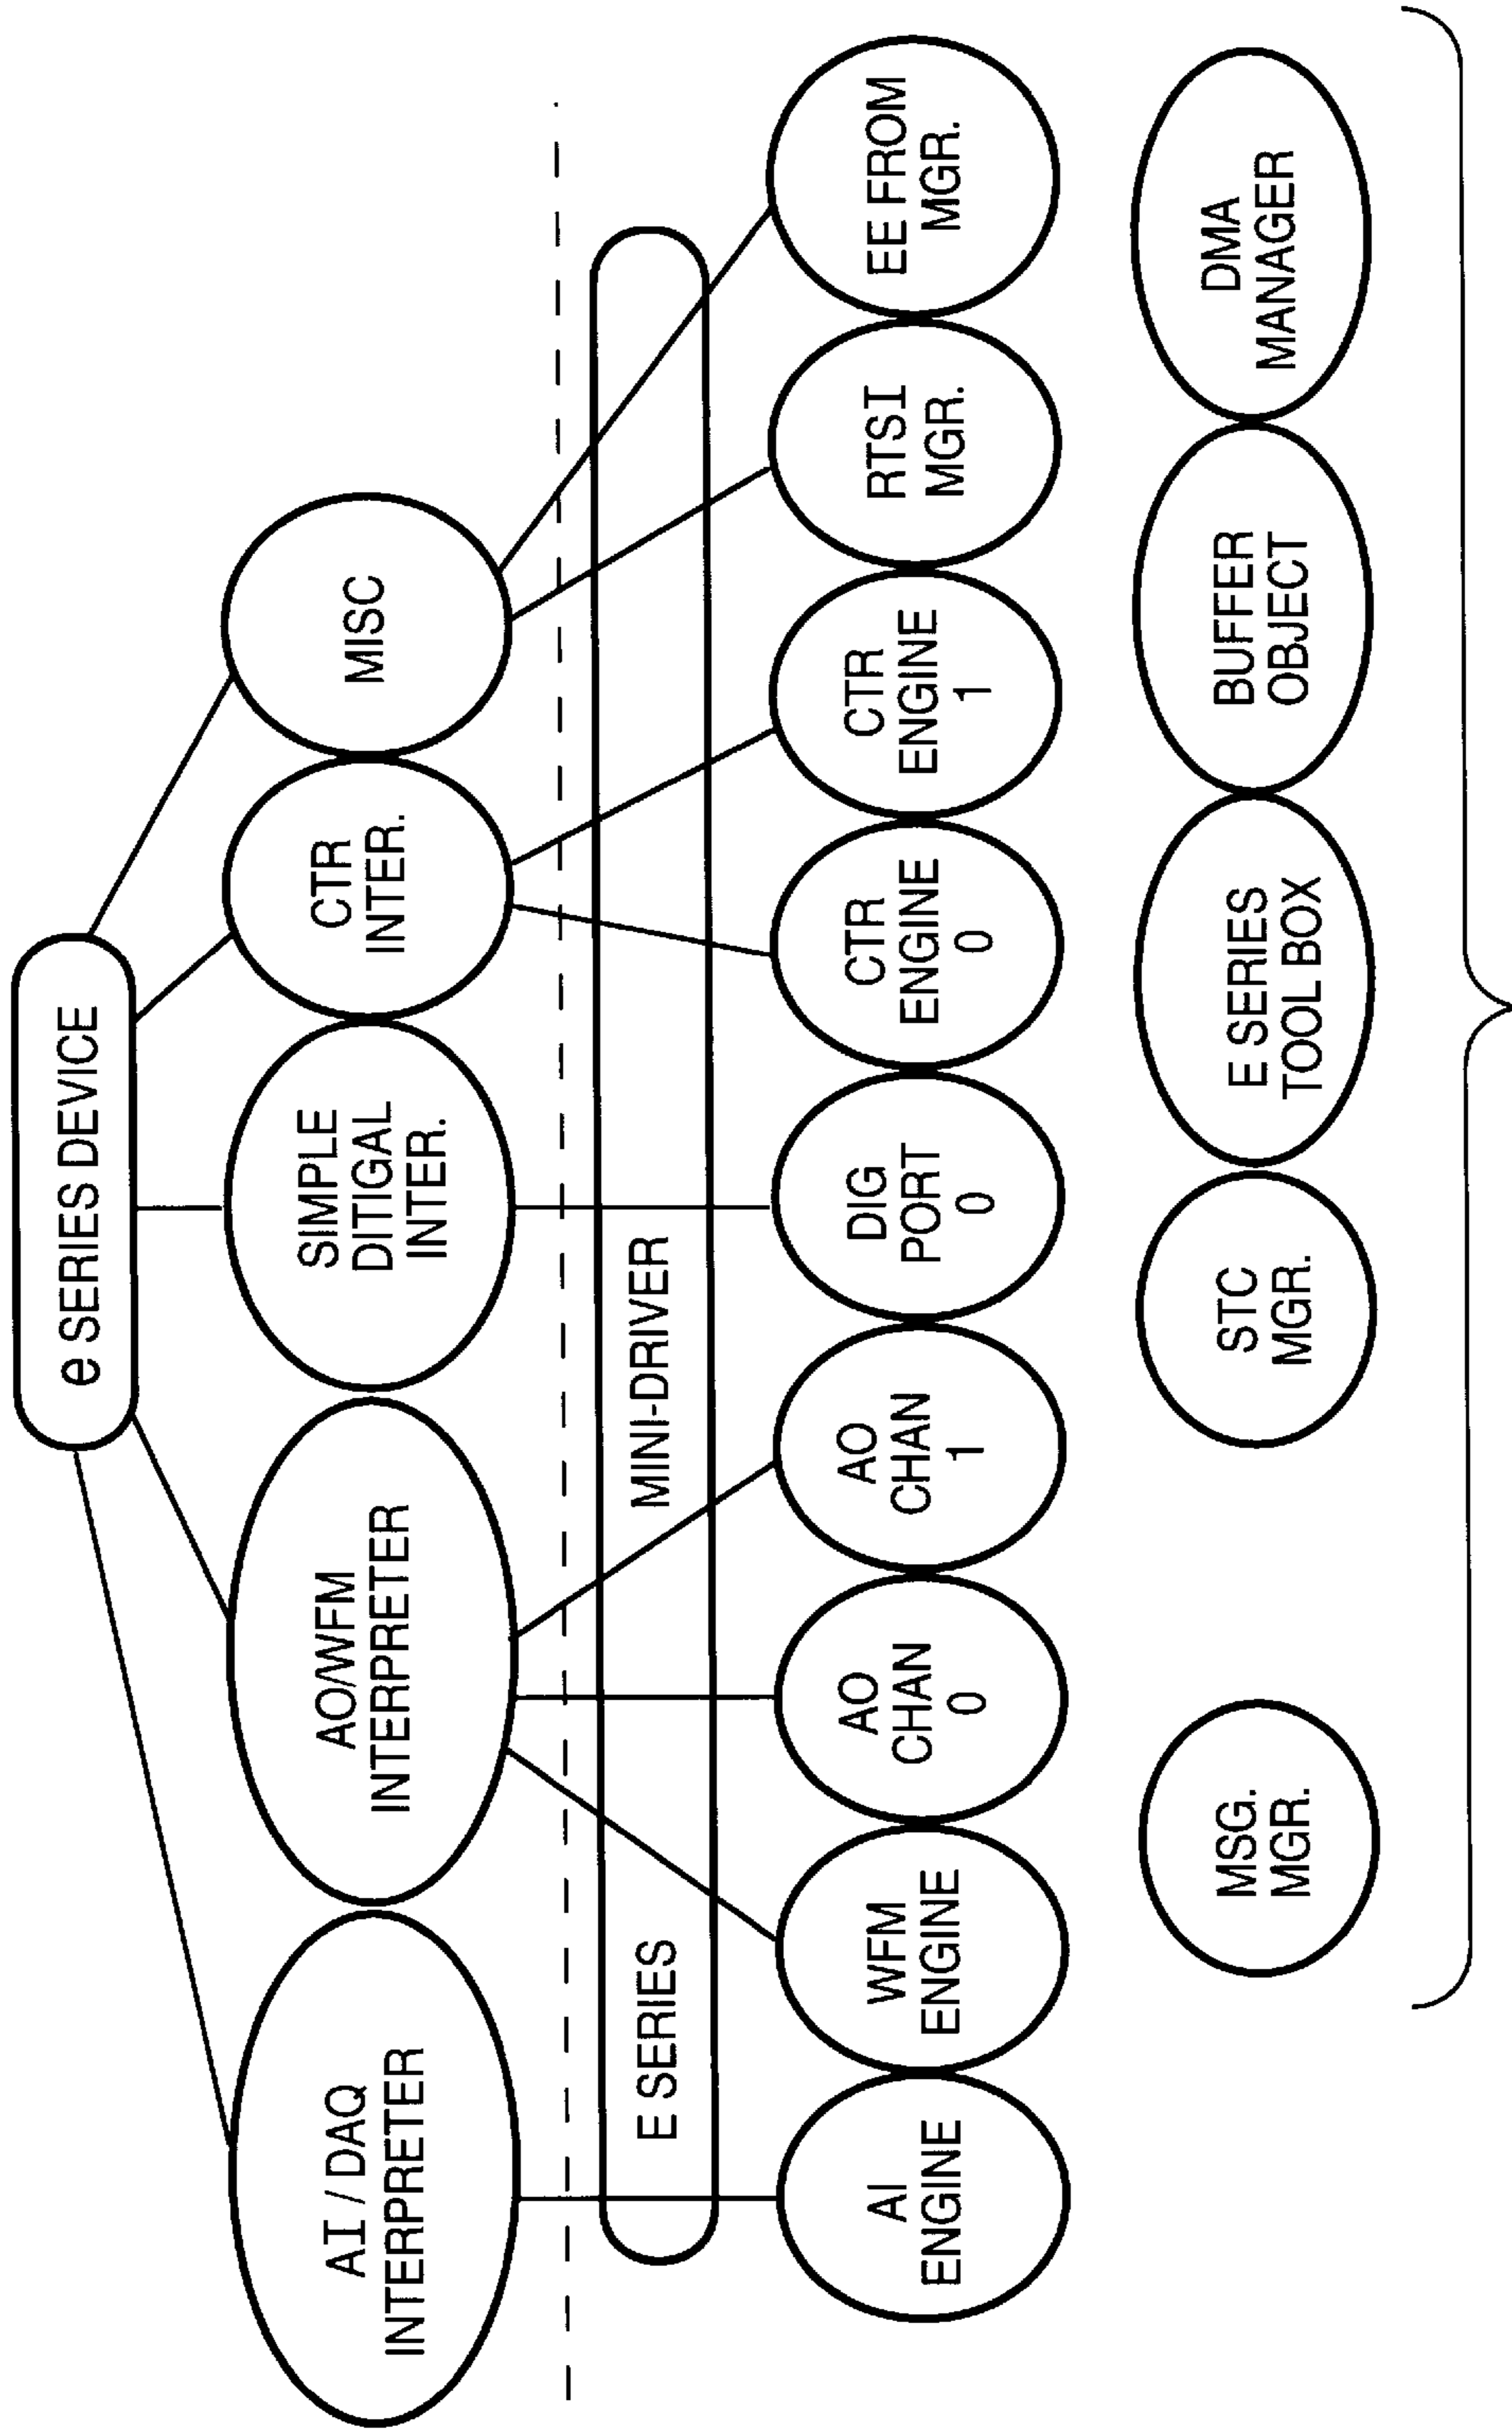 e SERIES DEVICE
AI / DAQ
INTERPRETER
AO/WFM
INTERPRETER
SIMPLE
DITIGAL
INTER.
CTR
INTER.
MISC
E SERIES
MINI-DRIVER
AI
ENGINE
WFM
ENGINE
AO
CHAN
0
AO
CHAN
1
DIG
PORT
0
CTR
ENGINE
0
CTR
ENGINE
1
RTSI
MGR.
EE FROM
MGR.
MSG.
MGR.
STC
MGR.
E SERIES
TOOL BOX
BUFFER
OBJECT
DMA
MANAGER